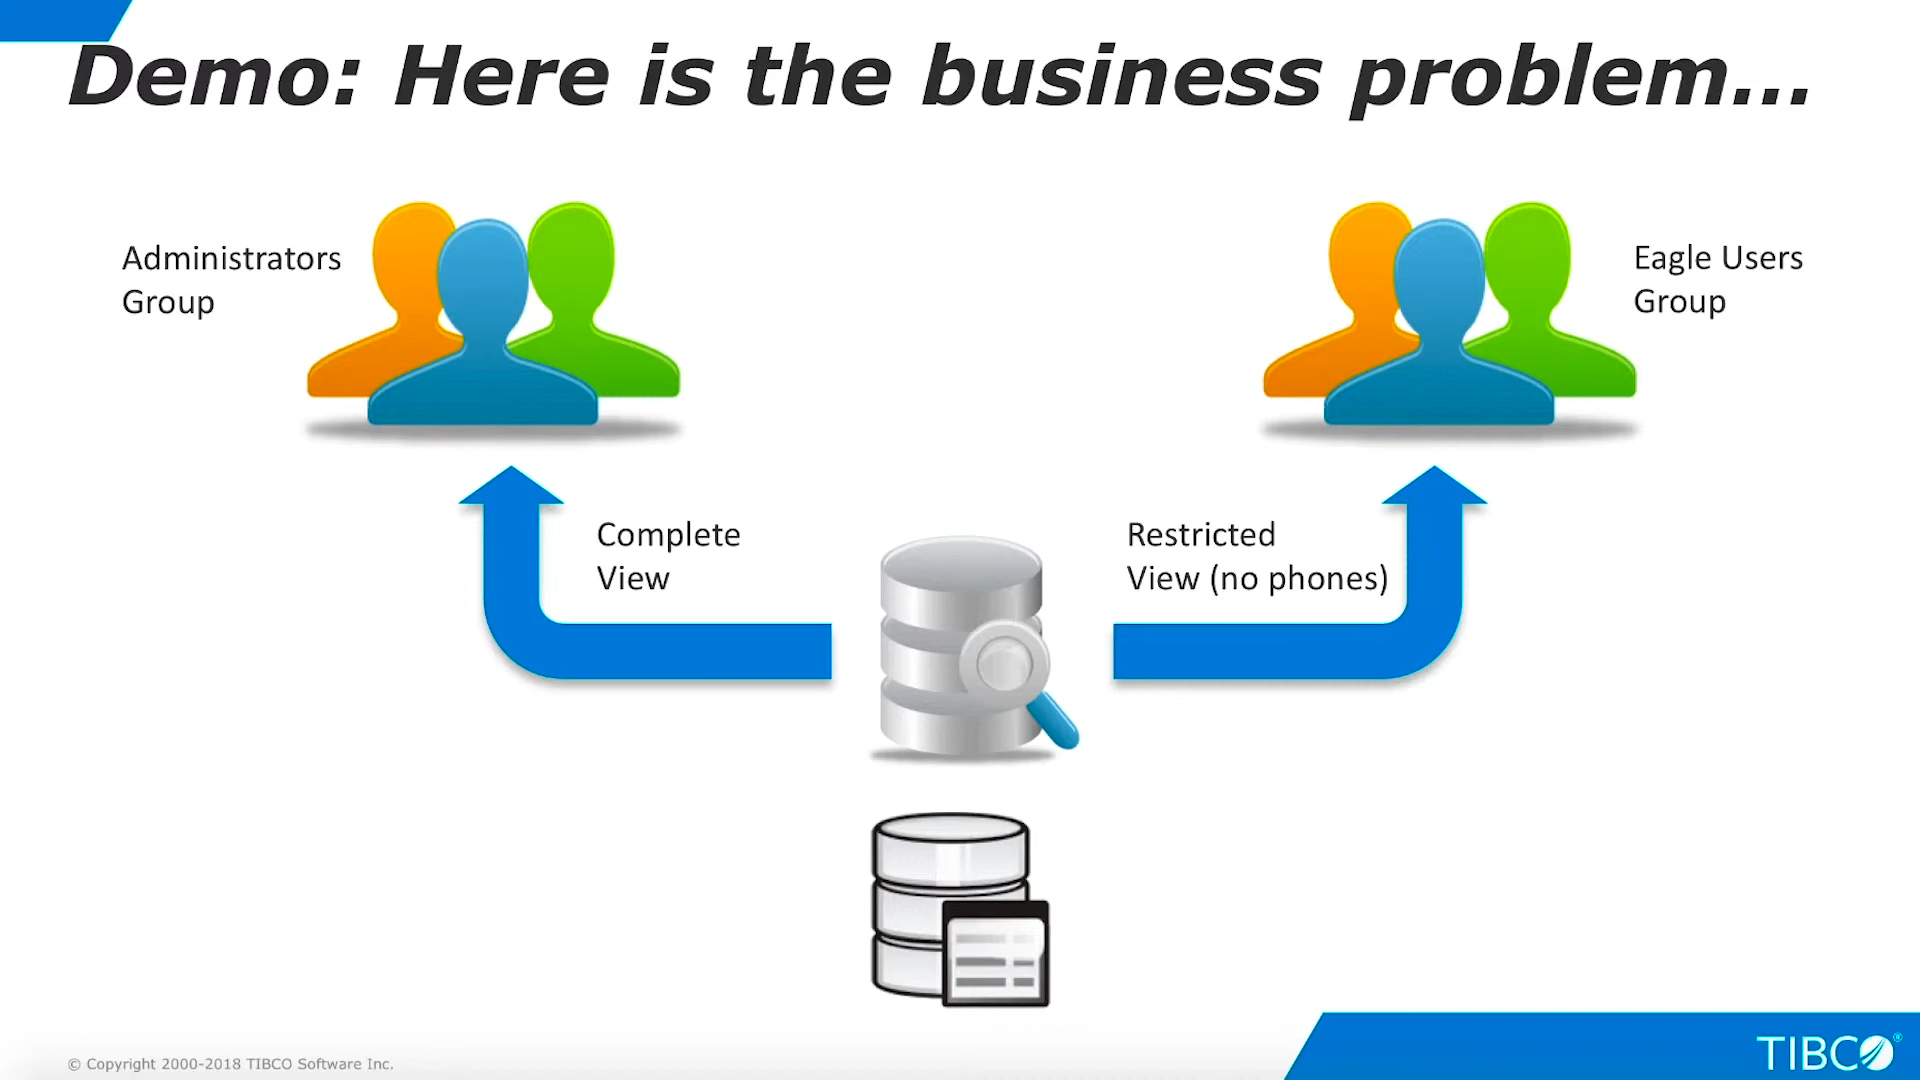 Demo: Here is the business problem...
Administrators
Group
Eagle Users
Group
Complete
View
Restricted
View (no phones)
© Copyright 2000-2018 TIBCO Software Inc.
TIBCO®